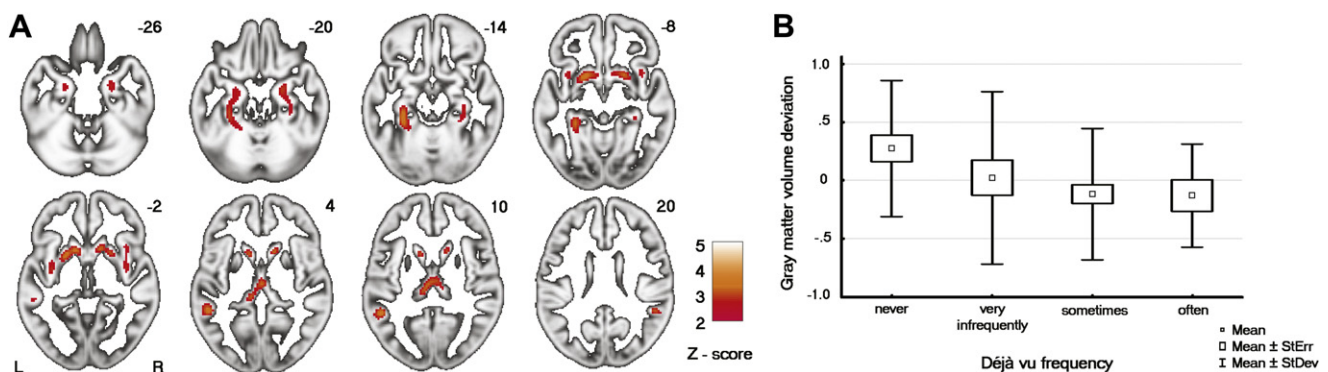 A
-26
-20
-14
-8
-2
4
10
20
L
R
5
4
3
2
Z - score
B
Gray matter volume deviation
1.0
.5
0
-.5
-1.0
never
very
infrequently
sometimes
often
Déjà vu frequency
Mean
Mean ± StErr
Mean ± StDev